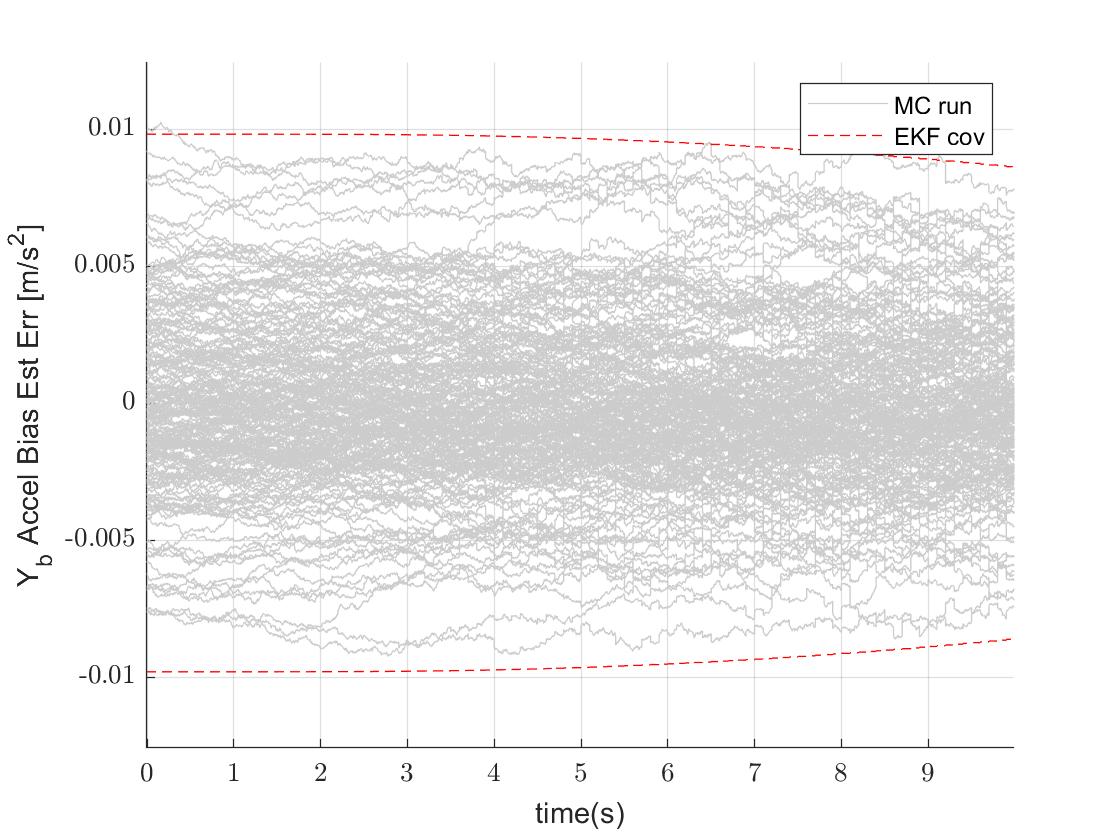 MC run
EKF cov
Y_b Accel Bias Est Err [m/s^2]
0.01
0.005
0
-0.005
-0.01
0 1 2 3 4 5 6 7 8 9
time(s)